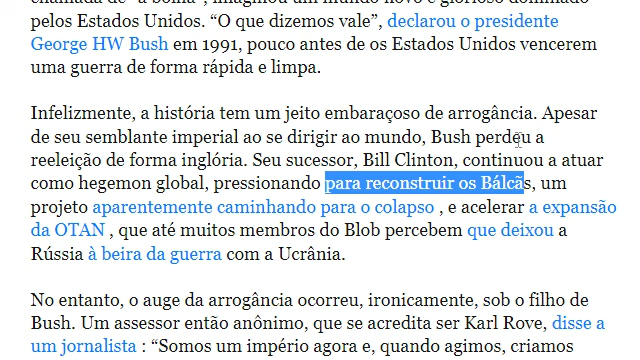 chamada de "a bolha", imaginou um mundo novo e glorioso dominado
pelos Estados Unidos. “O que dizemos vale”, declarou o presidente
George HW Bush em 1991, pouco antes de os Estados Unidos vencerem
uma guerra de forma rápida e limpa.
Infelizmente, a história tem um jeito embaraçoso de arrogância. Apesar
de seu semblante imperial ao se dirigir ao mundo, Bush perdeu a
reeleição de forma inglória. Seu sucessor, Bill Clinton, continuou a atuar
como hegemon global, pressionando para reconstruir os Bálcãs, um
projeto aparentemente caminhando para o colapso , e acelerar a expansão
da OTAN , que até muitos membros do Blob percebem que deixou a
Rússia à beira da guerra com a Ucrânia.
No entanto, o auge da arrogância ocorreu, ironicamente, sob o filho de
Bush. Um assessor então anônimo, que se acredita ser Karl Rove, disse a
um jornalista : “Somos um império agora e, quando agimos, criamos